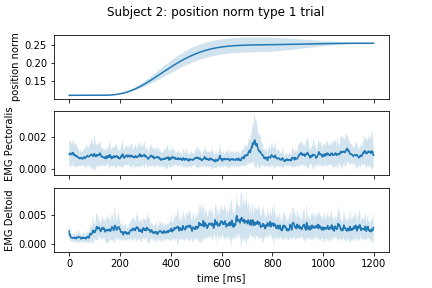 Subject 2: position norm type 1 trial
position norm
0.25
0.20
0.15
EMG Pectoralis
0.002
0.000
EMG Deltoid
0.005
0.000
0 200 400 600 800 1000 1200
time [ms]